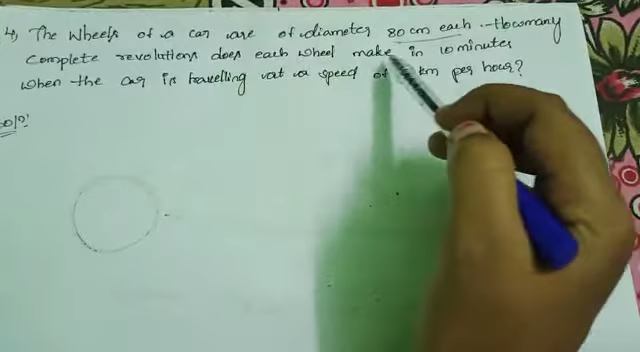 4) The Wheels of a car are of diameter 80 cm each. How many
Complete revolutions does each wheel make in 10 minutes
when the car is travelling at a speed of km per hour?
Sol?: